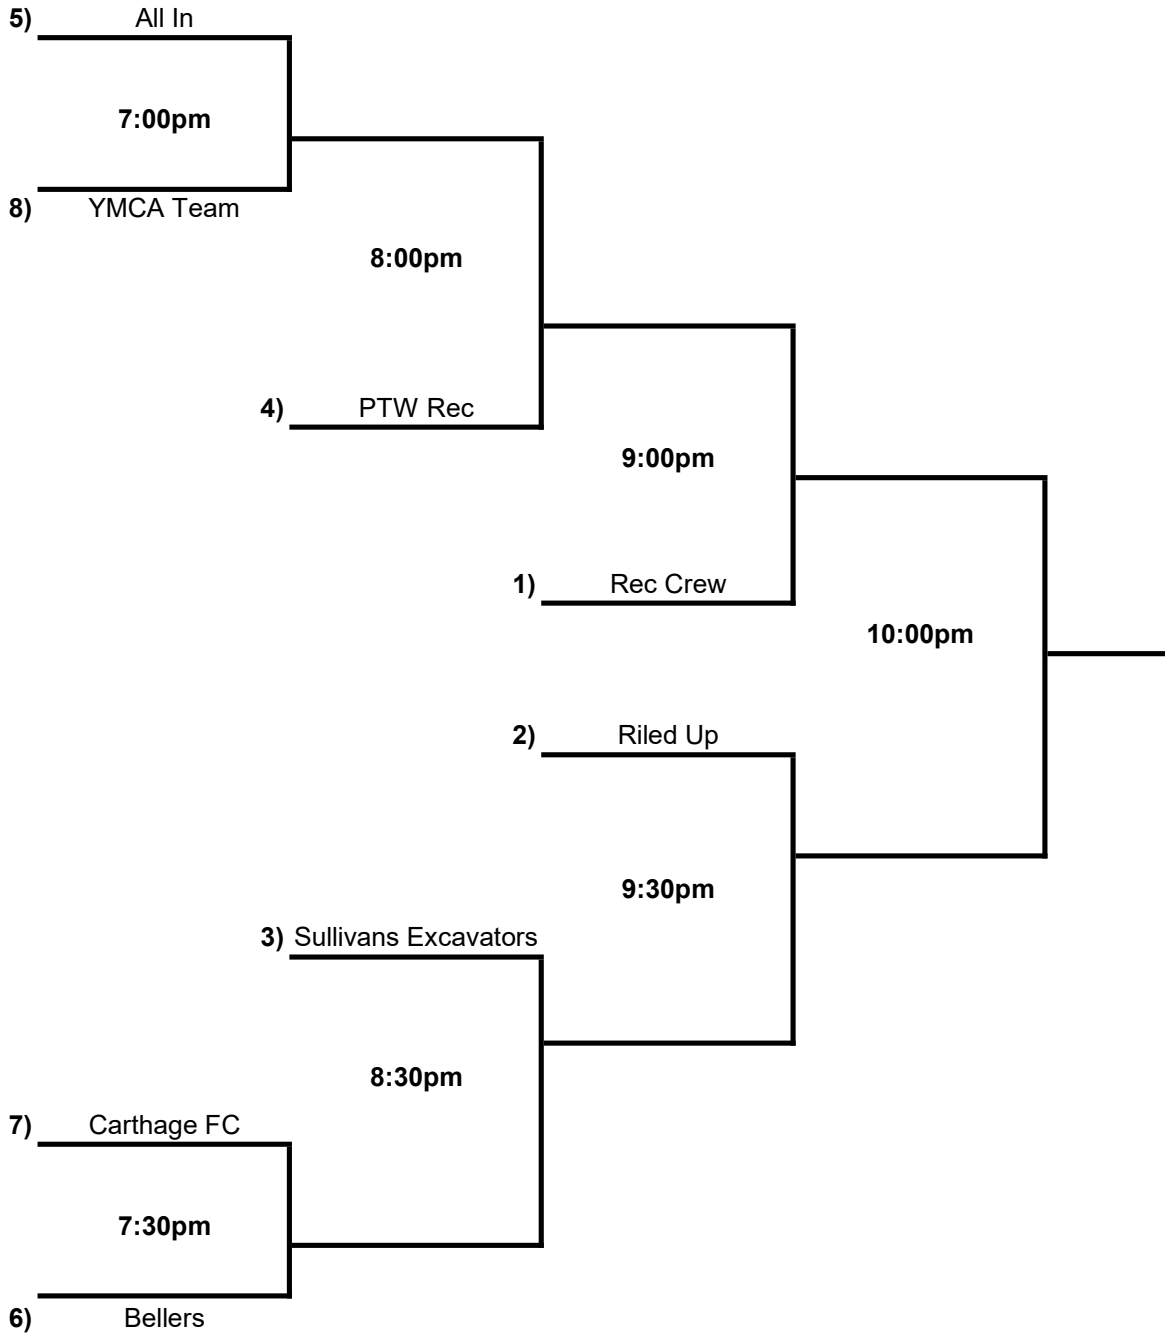 5) All In
7:00pm
8) YMCA Team
8:00pm
4) PTW Rec
9:00pm
1) Rec Crew
10:00pm
2) Riled Up
9:30pm
3) Sullivans Excavators
8:30pm
7) Carthage FC
7:30pm
6) Bellers